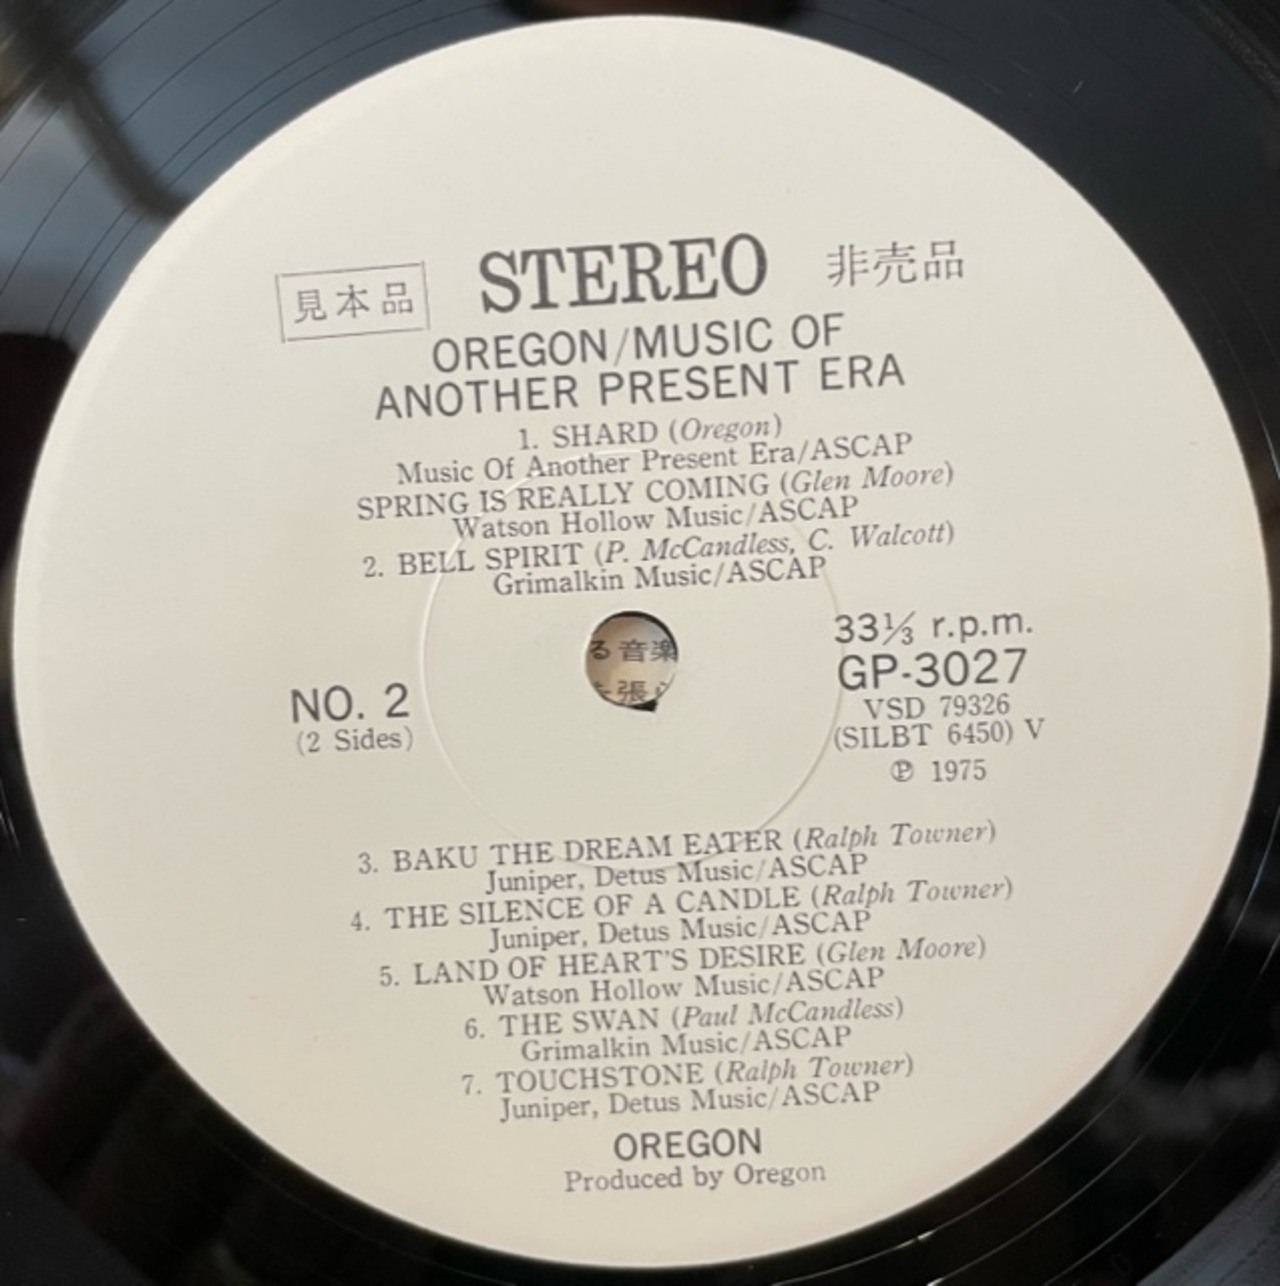 見本品 STEREO 非売品
OREGON/MUSIC OF
ANOTHER PRESENT ERA
1. SHARD (Oregon)
Music Of Another Present Era/ASCAP
SPRING IS REALLY COMING (Glen Moore)
Watson Hollow Music/ASCAP
2. BELL SPIRIT (P. McCandless, C. Walcott)
Grimalkin Music/ASCAP
る音楽
張
NO. 2
(2 Sides)
33⅓ r.p.m.
GP-3027
VSD 79326
(SILBT 6450) V
℗ 1975
3. BAKU THE DREAM EATER (Ralph Towner)
Juniper, Detus Music/ASCAP
4. THE SILENCE OF A CANDLE (Ralph Towner)
Juniper, Detus Music/ASCAP
5. LAND OF HEART'S DESIRE (Glen Moore)
Watson Hollow Music/ASCAP
6. THE SWAN (Paul McCandless)
Grimalkin Music/ASCAP
7. TOUCHSTONE (Ralph Towner)
Juniper, Detus Music/ASCAP
OREGON
Produced by Oregon